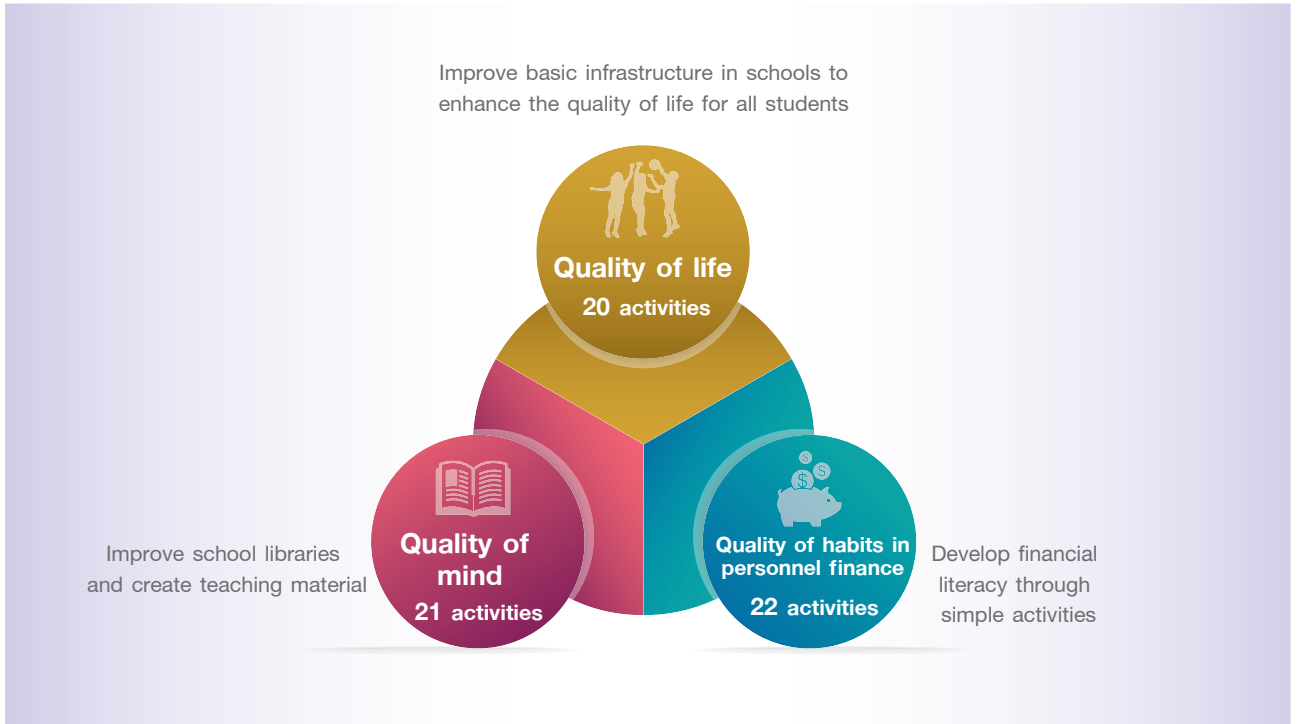 Improve basic infrastructure in schools to
enhance the quality of life for all students
Quality of life
20 activities
Improve school libraries
and create teaching material
Quality of
mind
21 activities
Quality of habits in
personnel finance
22 activities
Develop financial
literacy through
simple activities